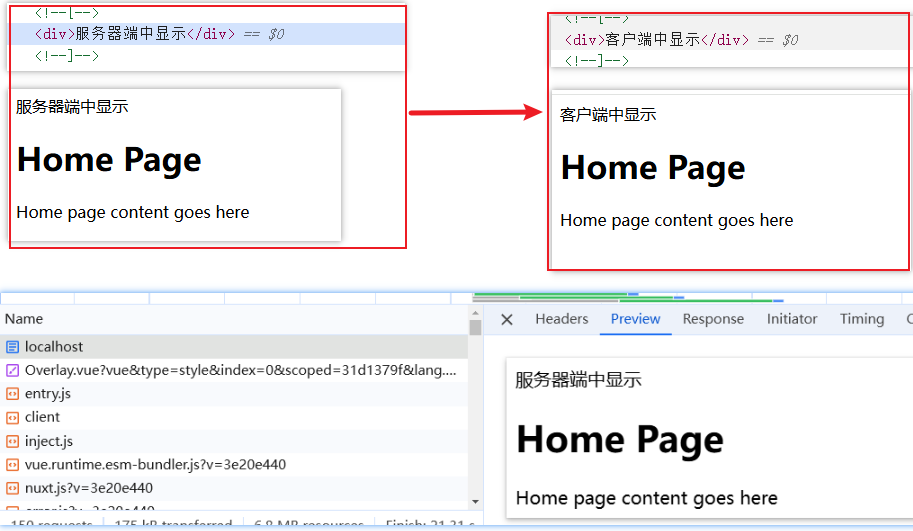 <!--[-->
<div>服务器端中显示</div> == $0
<!--]-->
服务器端中显示
Home Page
Home page content goes here
<!--[-->
<div>客户端中显示</div> == $0
<!--]-->
客户端中显示
Home Page
Home page content goes here
Name
localhost
Overlay.vue?vue&type=style&index=0&scoped=31d1379f&lang....
entry.js
client
inject.js
vue.runtime.esm-bundler.js?v=3e20e440
nuxt.js?v=3e20e440
error.js?v=3e20e440
150 requests 175 kB transferred 6.8 MB resources Finish: 31.31 s
Headers Preview Response Initiator Timing
服务器端中显示
Home Page
Home page content goes here